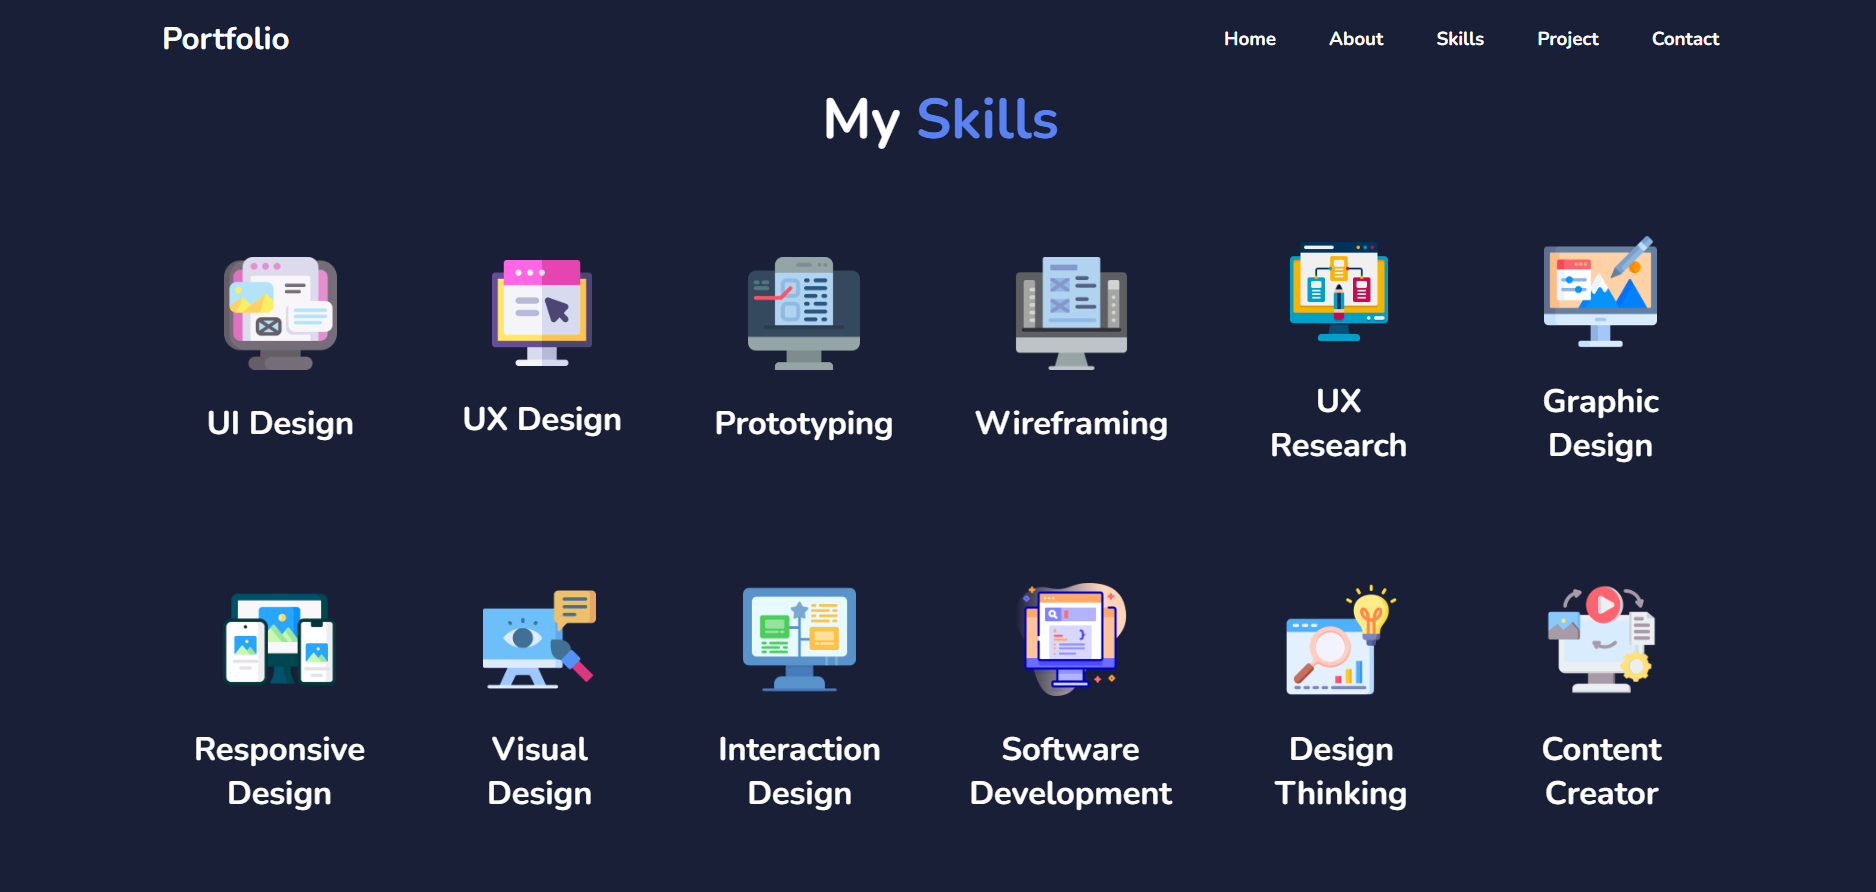 Portfolio
Home
About
Skills
Project
Contact
My Skills
UI Design
UX Design
Prototyping
Wireframing
UX
Research
Graphic
Design
Responsive
Design
Visual
Design
Interaction
Design
Software
Development
Design
Thinking
Content
Creator